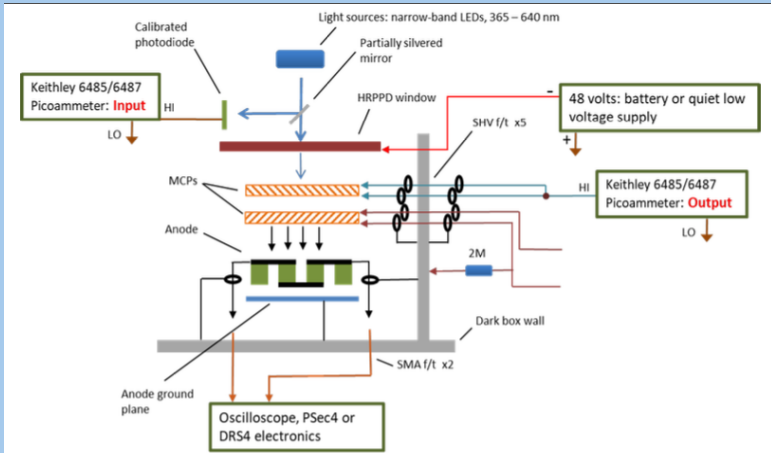 Light sources: narrow-band LEDs, 365 – 640 nm
Calibrated
photodiode
Partially silvered
mirror
Keithley 6485/6487
Picoammeter: Input
HI
LO
HRPPD window
-
48 volts: battery or quiet low
voltage supply
+
SHV f/t x5
MCPs
HI
Keithley 6485/6487
Picoammeter: Output
LO
Anode
2M
Dark box wall
SMA f/t x2
Anode ground
plane
Oscilloscope, PSec4 or
DRS4 electronics